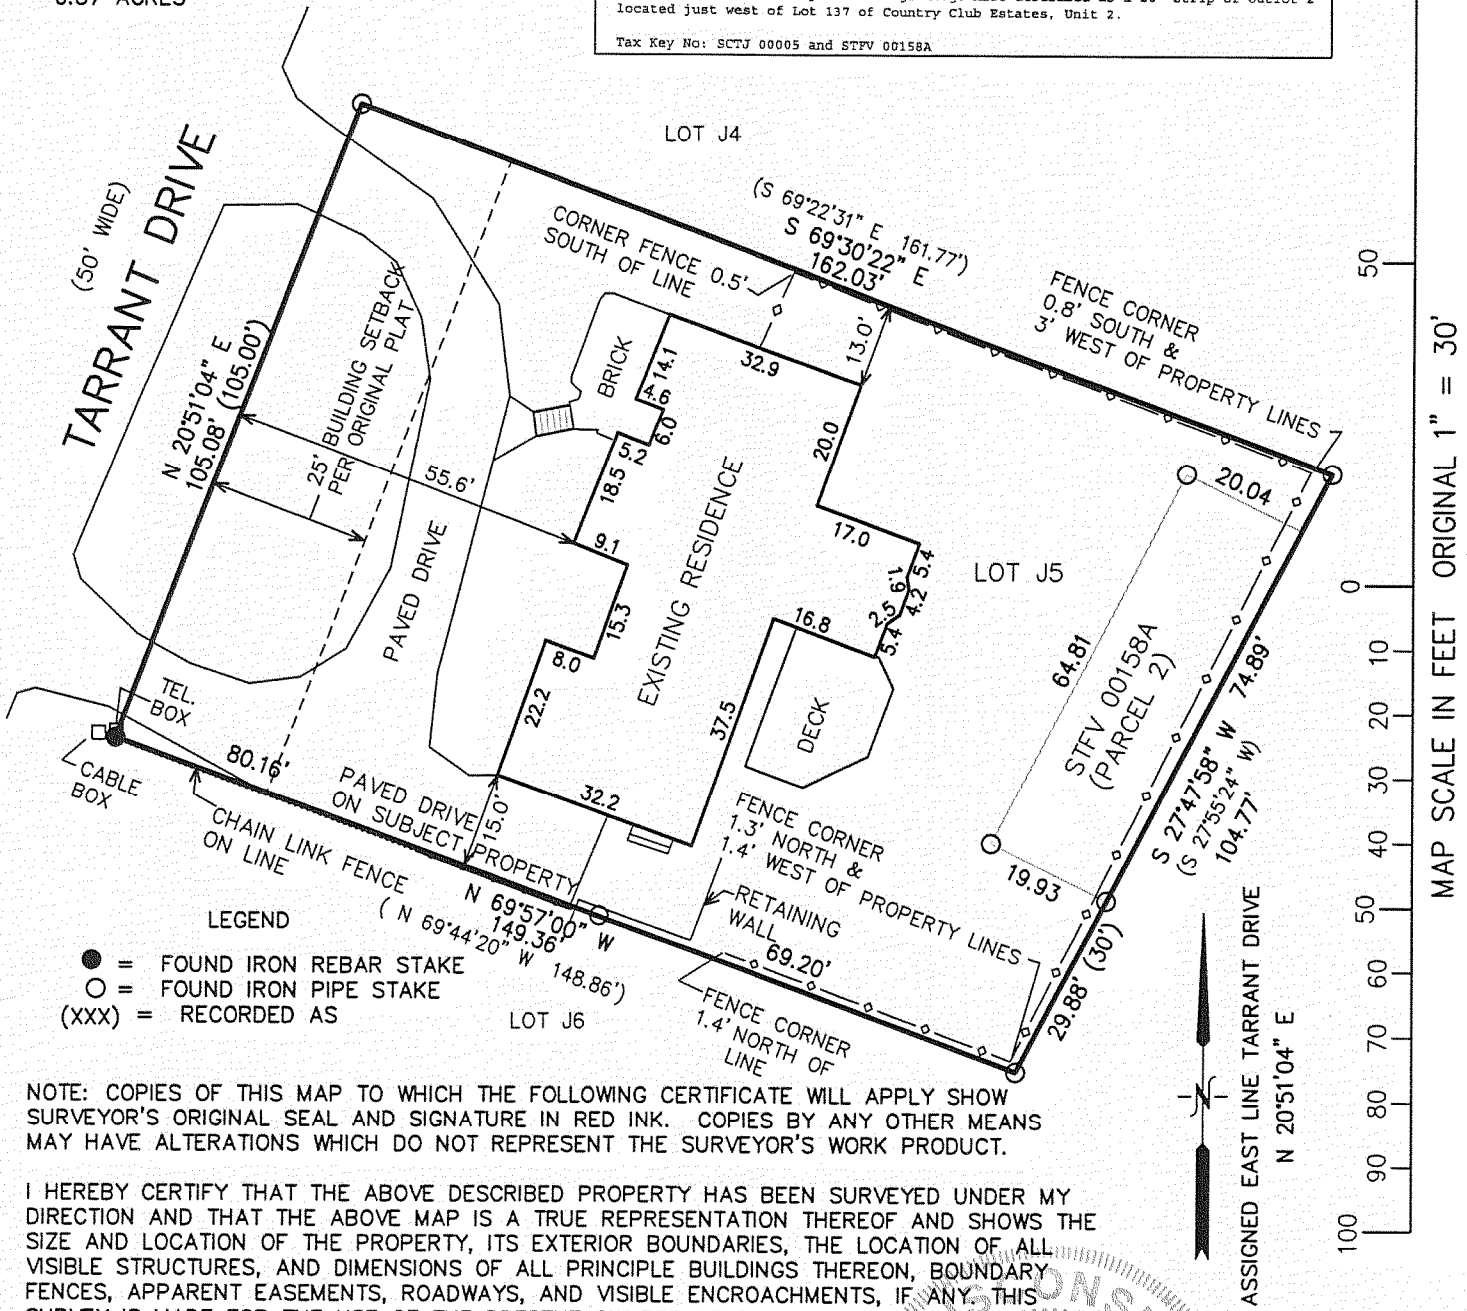 located just west of Lot 137 of Country Club Estates, Unit 2.
Tax Key No: SCTJ 00005 and STFV 00158A
LOT J4
TARRANT DRIVE
(50' WIDE)
(S 69°22'31" E 161.77')
S 69°30'22" E
162.03'
CORNER FENCE 0.5'
SOUTH OF LINE
FENCE CORNER
0.8' SOUTH &
3' WEST OF PROPERTY LINES
N 20°51'04" E
105.08' (105.00')
25' BUILDING SETBACK
PER ORIGINAL PLAT
BRICK
14.1
32.9
13.0'
4.6
6.0
5.2
18.5
20.0
55.6'
20.04
9.1
17.0
EXISTING RESIDENCE
PAVED DRIVE
5.4
1.9
4.2
2.5
5.4
LOT J5
15.3
16.8
8.0
64.81
STFV 00158A
(PARCEL 2)
74.89'
22.2
37.5
DECK
TEL.
BOX
CABLE
BOX
80.16'
PAVED DRIVE
ON SUBJECT PROPERTY
32.2
15.0'
CHAIN LINK FENCE
ON LINE
FENCE CORNER
1.3' NORTH &
1.4' WEST OF PROPERTY LINES
19.93
S 27°47'58" W
(S 27°55'24" W)
104.77'
RETAINING
WALL
N 69°57'00" W
149.36'
( N 69°44'20" W 148.86')
69.20'
29.88' (30')
FENCE CORNER
1.4' NORTH OF
LINE
LOT J6
LEGEND
= FOUND IRON REBAR STAKE
= FOUND IRON PIPE STAKE
(XXX) = RECORDED AS
NOTE: COPIES OF THIS MAP TO WHICH THE FOLLOWING CERTIFICATE WILL APPLY SHOW
SURVEYOR'S ORIGINAL SEAL AND SIGNATURE IN RED INK. COPIES BY ANY OTHER MEANS
MAY HAVE ALTERATIONS WHICH DO NOT REPRESENT THE SURVEYOR'S WORK PRODUCT.
I HEREBY CERTIFY THAT THE ABOVE DESCRIBED PROPERTY HAS BEEN SURVEYED UNDER MY
DIRECTION AND THAT THE ABOVE MAP IS A TRUE REPRESENTATION THEREOF AND SHOWS THE
SIZE AND LOCATION OF THE PROPERTY, ITS EXTERIOR BOUNDARIES, THE LOCATION OF ALL
VISIBLE STRUCTURES, AND DIMENSIONS OF ALL PRINCIPLE BUILDINGS THEREON, BOUNDARY
FENCES, APPARENT EASEMENTS, ROADWAYS, AND VISIBLE ENCROACHMENTS, IF ANY. THIS
N
ASSIGNED EAST LINE TARRANT DRIVE
N 20°51'04" E
MAP SCALE IN FEET ORIGINAL 1" = 30'
50
0
10
20
30
40
50
60
70
80
90
100